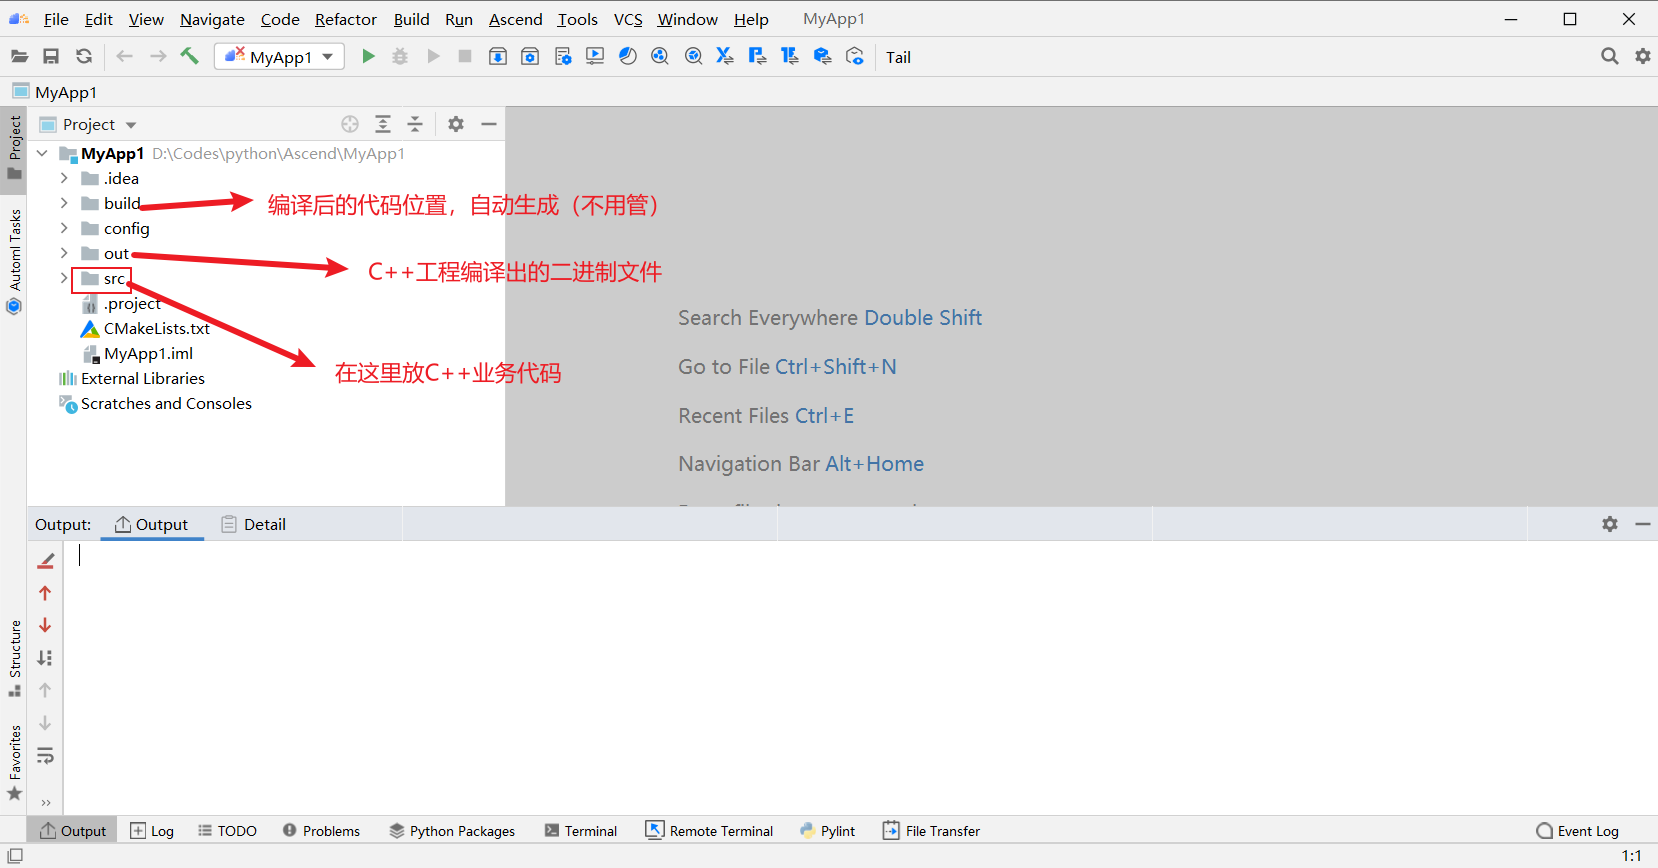 File Edit View Navigate Code Refactor Build Run Ascend Tools VCS Window Help MyApp1
MyApp1 Tail
MyApp1
Project
Project
MyApp1 D:\Codes\python\Ascend\MyApp1
.idea
build
编译后的代码位置，自动生成（不用管）
config
out
C++工程编译出的二进制文件
src
.project
CMakeLists.txt
MyApp1.iml
在这里放C++业务代码
External Libraries
Scratches and Consoles
Automl Tasks
Search Everywhere Double Shift
Go to File Ctrl+Shift+N
Recent Files Ctrl+E
Navigation Bar Alt+Home
Output: Output Detail
Structure
Favorites
Output Log TODO Problems Python Packages Terminal Remote Terminal Pylint File Transfer Event Log
1:1